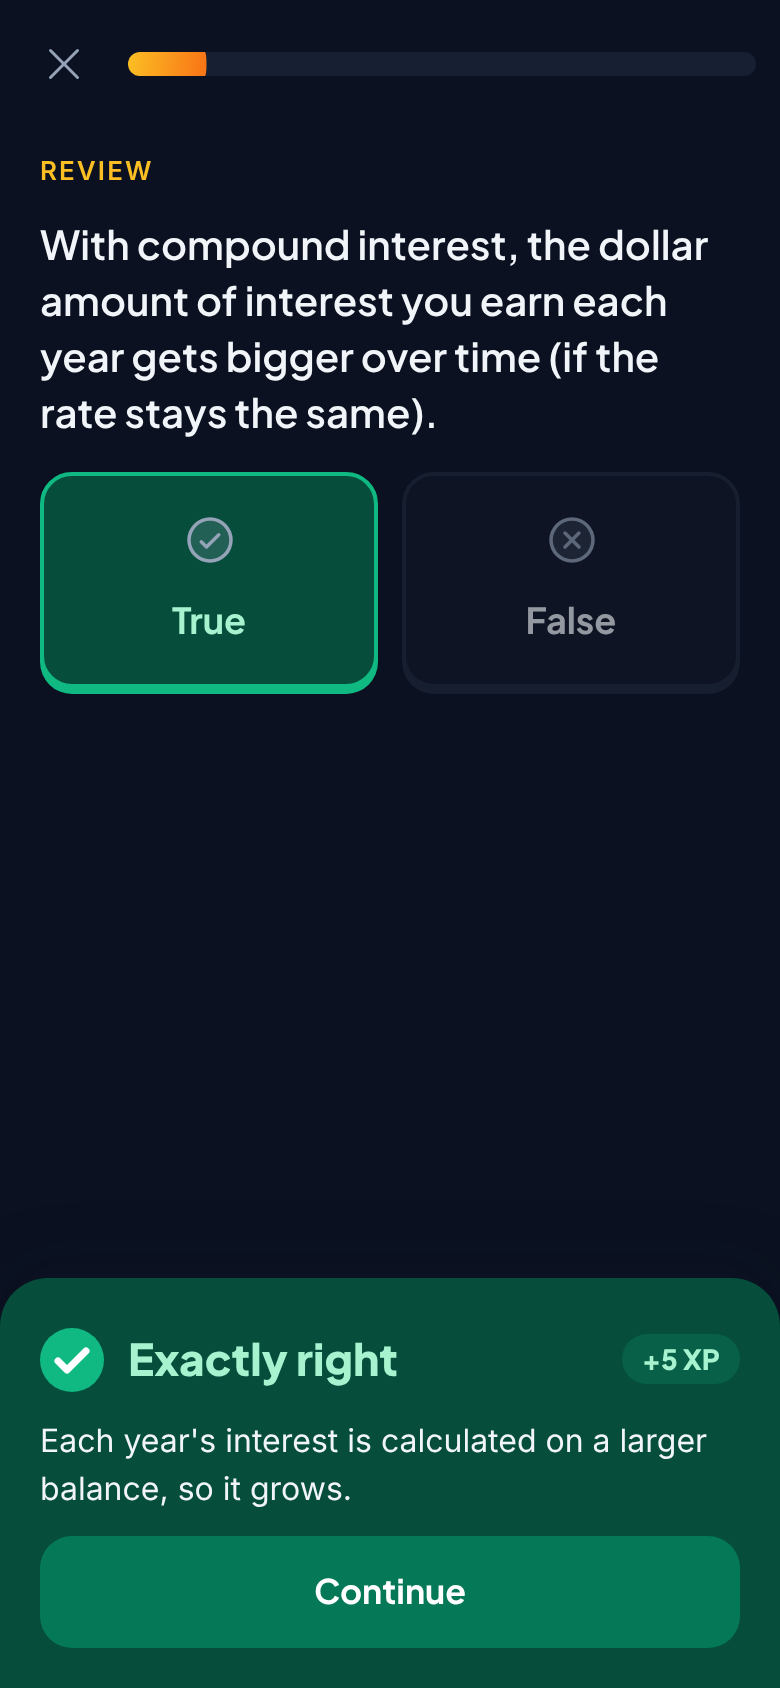 REVIEW
With compound interest, the dollar
amount of interest you earn each
year gets bigger over time (if the
rate stays the same).
True
False
Exactly right
+5 XP
Each year's interest is calculated on a larger
balance, so it grows.
Continue